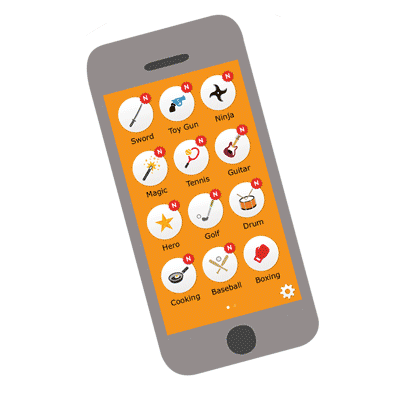 Sword
Toy Gun
Ninja
Magic
Tennis
Guitar
Hero
Golf
Drum
Cooking
Baseball
Boxing
N
N
N
N
N
N
N
N
N
N
N